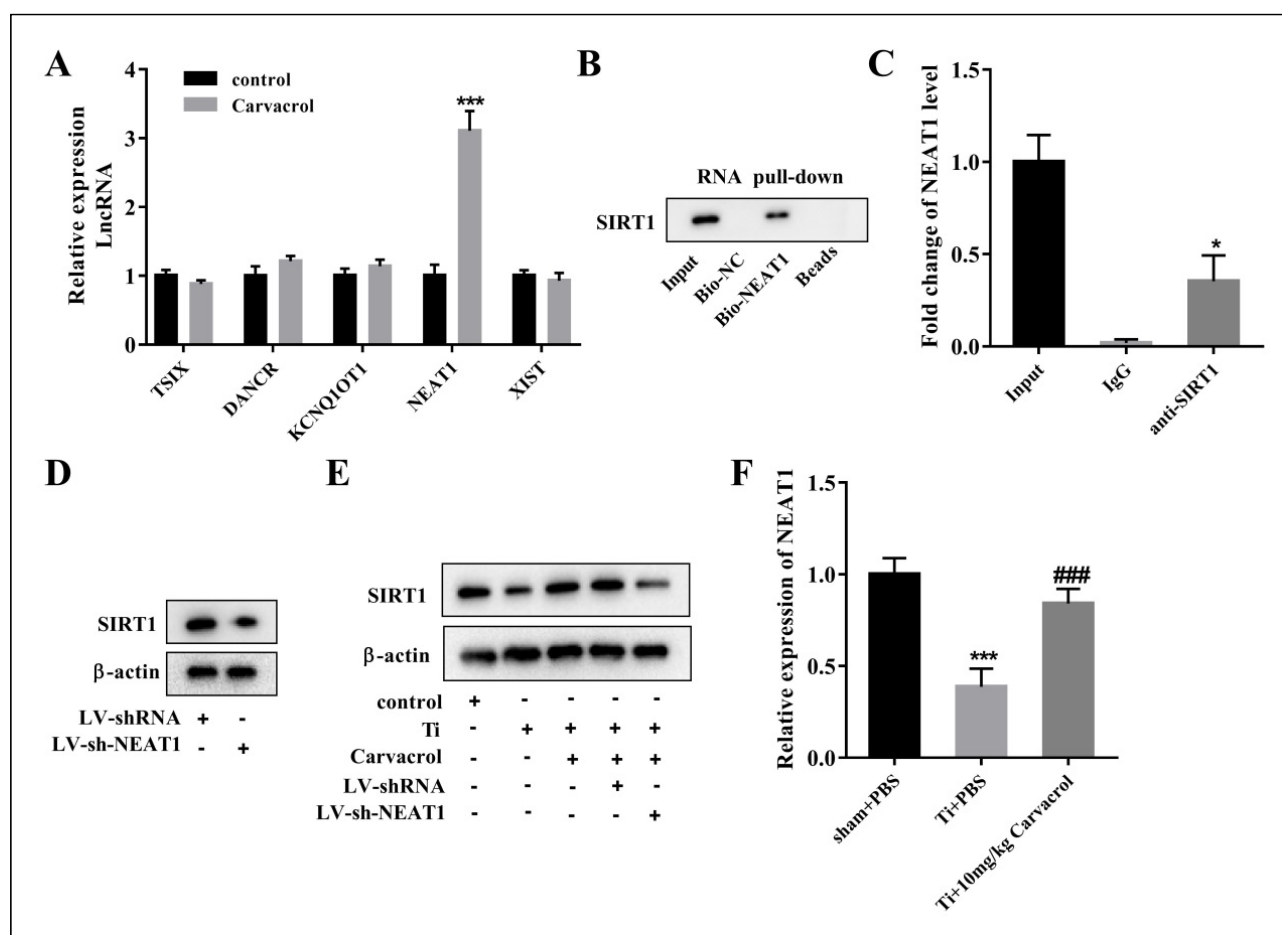 A
Relative expression
LncRNA
4
3
2
1
0
control
Carvacrol
***
TSIX
DANCR
KCNQ1OT1
NEAT1
XIST
B
RNA pull-down
SIRT1
Input
Bio-NC
Bio-NEAT1
Beads
C
Fold change of NEAT1 level
1.5
1.0
0.5
0.0
*
Input
IgG
anti-SIRT1
D
SIRT1
β-actin
LV-shRNA + -
LV-sh-NEAT1 - +
E
SIRT1
β-actin
control + - - - -
Ti - + + + +
Carvacrol - - + + +
LV-shRNA - - - + -
LV-sh-NEAT1 - - - - +
F
Relative expression of NEAT1
1.5
1.0
0.5
0.0
***
###
sham+PBS
Ti+PBS
Ti+10mg/kg Carvacrol